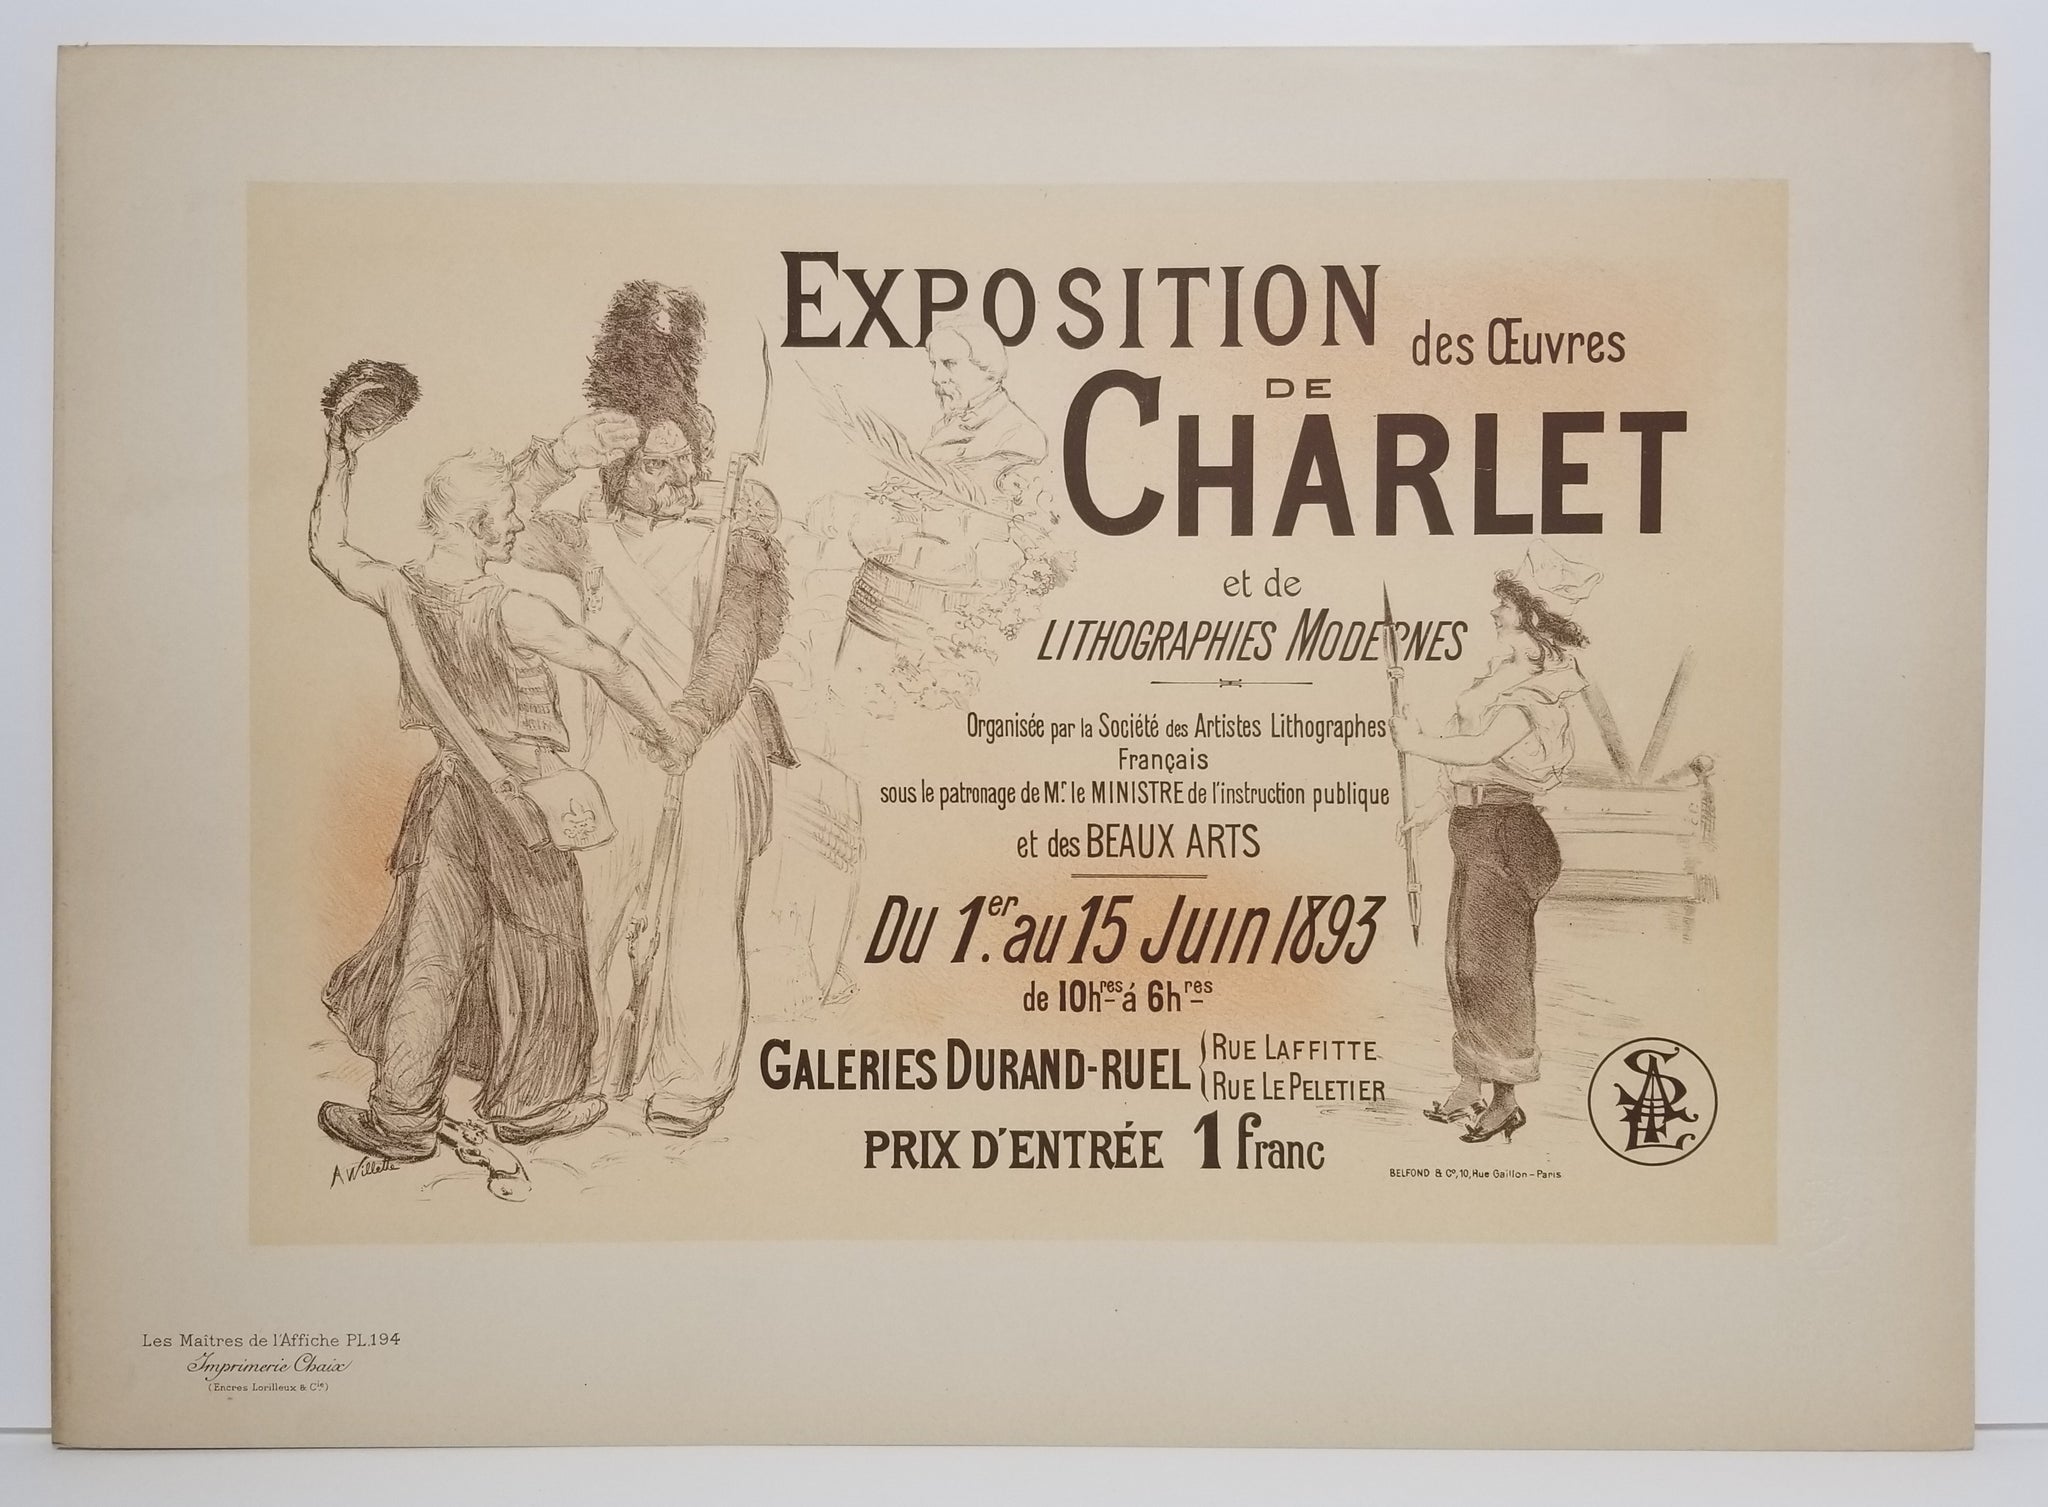 EXPOSITION des ŒUVRES
DE
CHARLET
et de
LITHOGRAPHIES MODERNES
Organisée par la Société des Artistes Lithographes
Français
sous le patronage de Mr. le MINISTRE de l'instruction publique
et des BEAUX ARTS
DU 1er. au 15 Juin 1893
de 10hres á 6hres
GALERIES DURAND-RUEL { RUE LAFFITTE
RUE LE PELETIER
PRIX D'ENTRÉE 1 franc
A Willette
BELFOND & Co, 10, Rue Gaillon - Paris
Les Maîtres de l'Affiche PL.194
Imprimerie Chaix
(Encres Lorilleux & Cie)